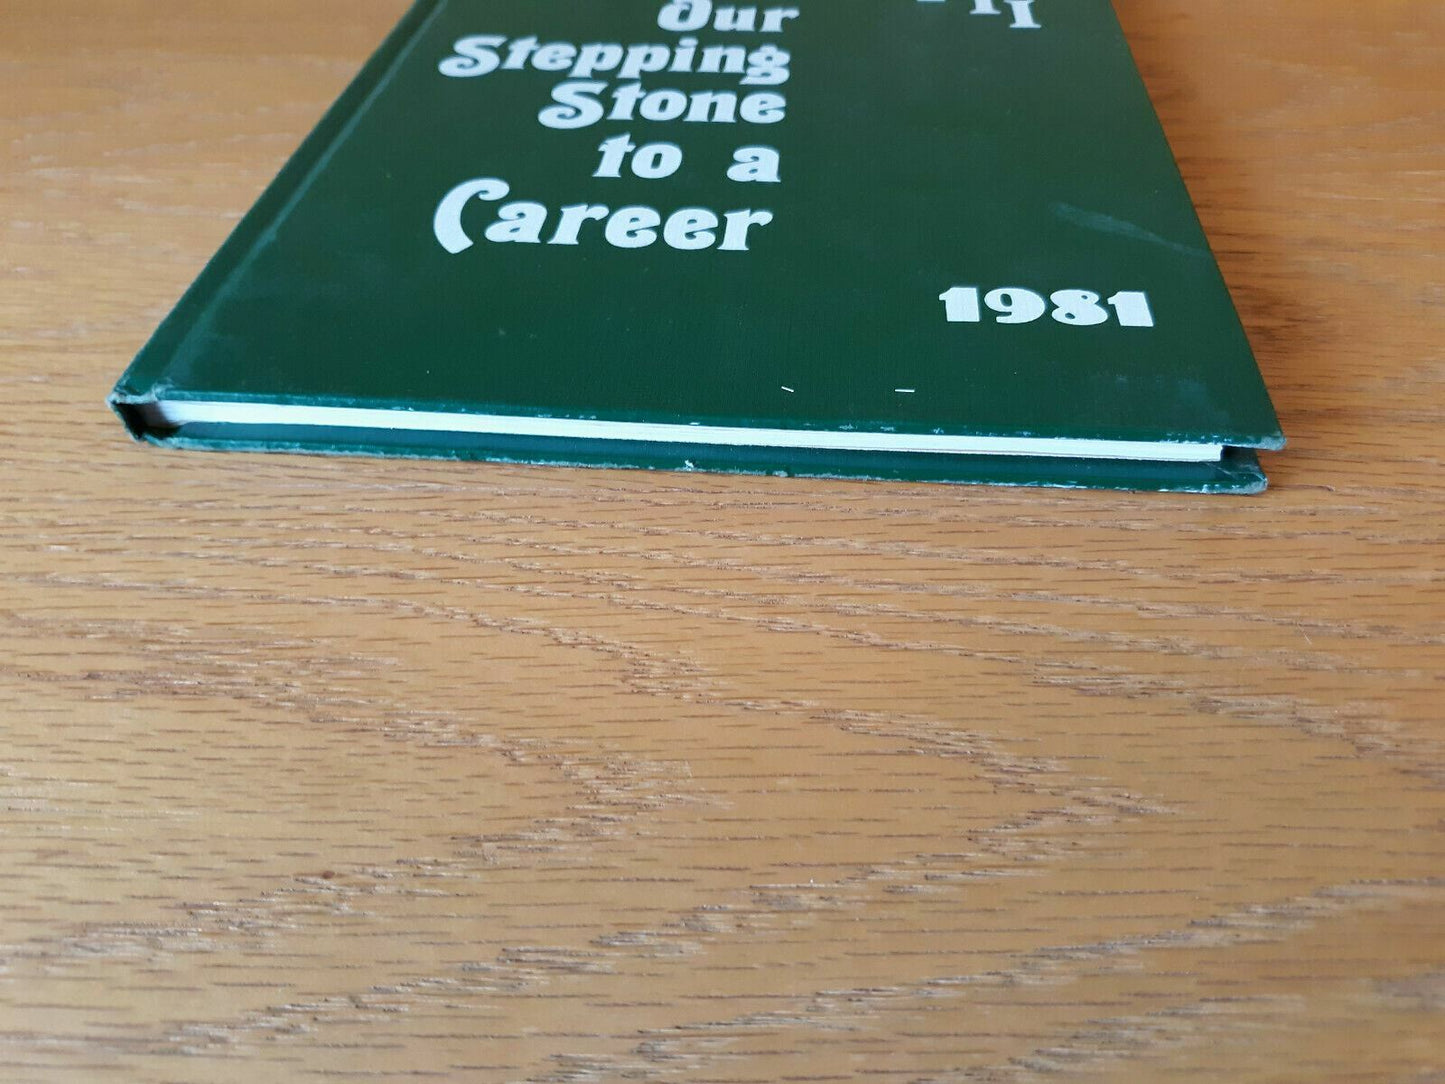 Our
Stepping
Stone
to a
Career
1981